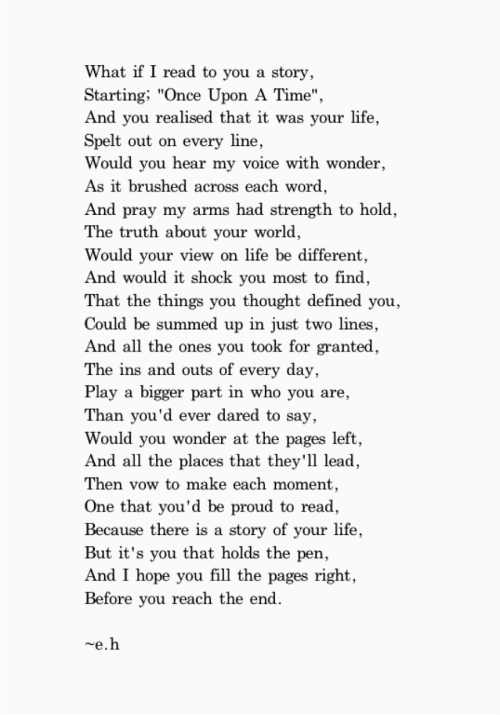 What if I read to you a story,
Starting; "Once Upon A Time",
And you realised that it was your life,
Spelt out on every line,
Would you hear my voice with wonder,
As it brushed across each word,
And pray my arms had strength to hold,
The truth about your world,
Would your view on life be different,
And would it shock you most to find,
That the things you thought defined you,
Could be summed up in just two lines,
And all the ones you took for granted,
The ins and outs of every day,
Play a bigger part in who you are,
Than you'd ever dared to say,
Would you wonder at the pages left,
And all the places that they'll lead,
Then vow to make each moment,
One that you'd be proud to read,
Because there is a story of your life,
But it's you that holds the pen,
And I hope you fill the pages right,
Before you reach the end.
~e.h